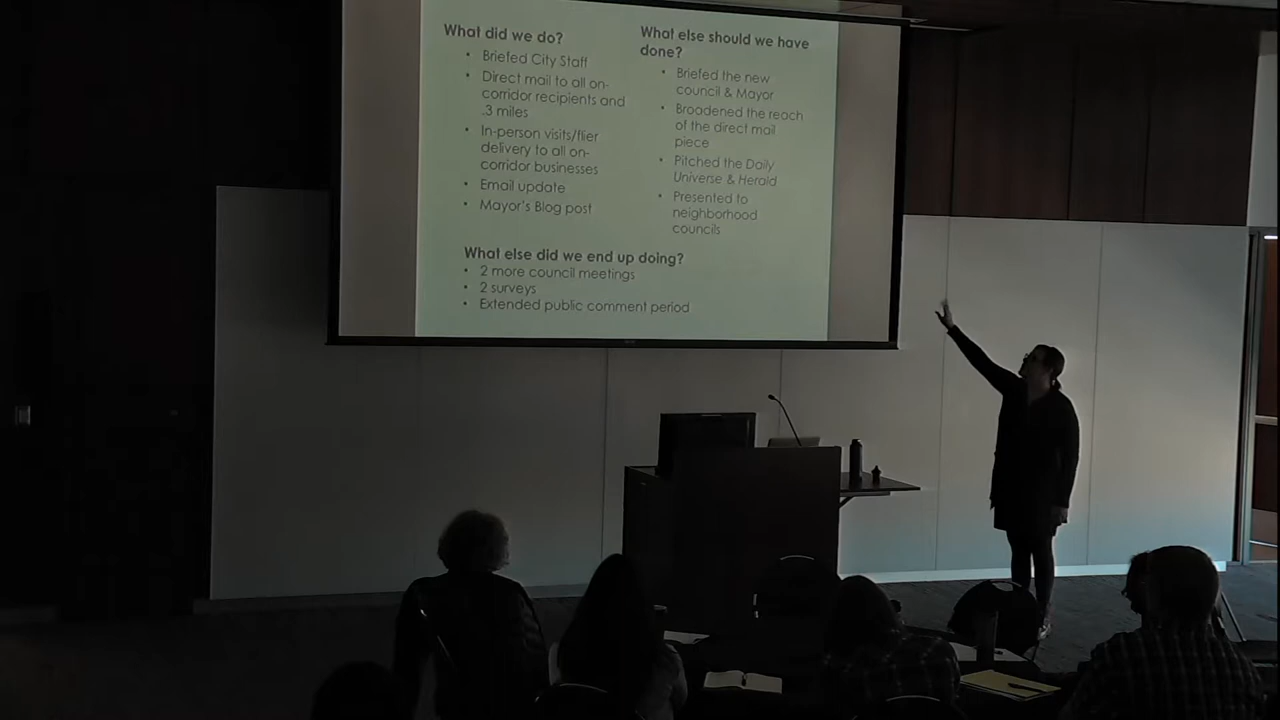 What did we do?
• Briefed City Staff
• Direct mail to all on-
corridor recipients and
.3 miles
• In-person visits/flier
delivery to all on-
corridor businesses
• Email update
• Mayor's Blog post
What else should we have
done?
• Briefed the new
council & Mayor
• Broadened the reach
of the direct mail
piece
• Pitched the Daily
Universe & Herald
• Presented to
neighborhood
councils
What else did we end up doing?
• 2 more council meetings
• 2 surveys
• Extended public comment period